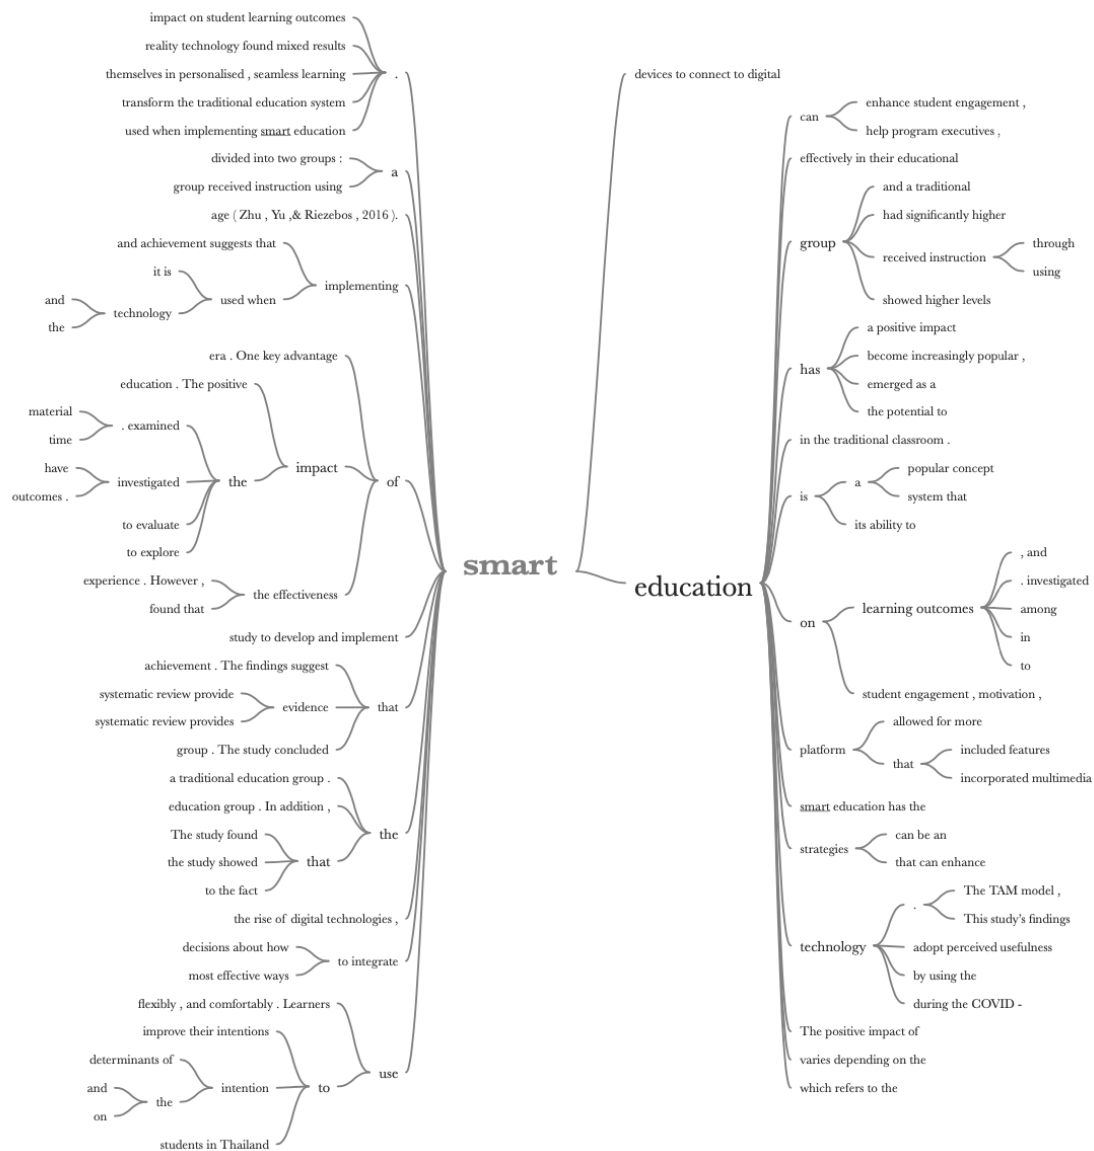 impact on student learning outcomes
reality technology found mixed results
themselves in personalised , seamless learning
transform the traditional education system
used when implementing smart education
.
divided into two groups :
group received instruction using
a
age ( Zhu , Yu ,& Riezebos , 2016 ).
and achievement suggests that
it is
and
the
technology
used when
implementing
era . One key advantage
education . The positive
material
time
. examined
have
outcomes .
investigated
to evaluate
to explore
the
impact
experience . However ,
found that
the effectiveness
of
study to develop and implement
achievement . The findings suggest
systematic review provide
systematic review provides
evidence
group . The study concluded
that
a traditional education group .
education group . In addition ,
The study found
the study showed
to the fact
that
the
the rise of digital technologies ,
decisions about how
most effective ways
to integrate
flexibly , and comfortably . Learners
improve their intentions
determinants of
and
on
the
intention
students in Thailand
to
use
smart
devices to connect to digital
education
can
enhance student engagement ,
help program executives ,
effectively in their educational
group
and a traditional
had significantly higher
received instruction
through
using
showed higher levels
has
a positive impact
become increasingly popular ,
emerged as a
the potential to
in the traditional classroom .
is
a
popular concept
system that
its ability to
on
learning outcomes
, and
. investigated
among
in
to
student engagement , motivation ,
platform
allowed for more
that
included features
incorporated multimedia
smart education has the
strategies
can be an
that can enhance
technology
.
The TAM model ,
This study's findings
adopt perceived usefulness
by using the
during the COVID -
The positive impact of
varies depending on the
which refers to the